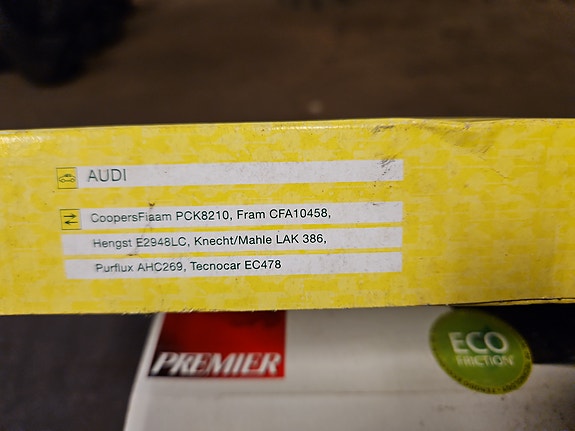 AUDI
CoopersFiaam PCK8210, Fram CFA10458,
Hengst E2948LC, Knecht/Mahle LAK 386,
Purflux AHC269, Tecnocar EC478
PREMIER
ECO
FRICTION